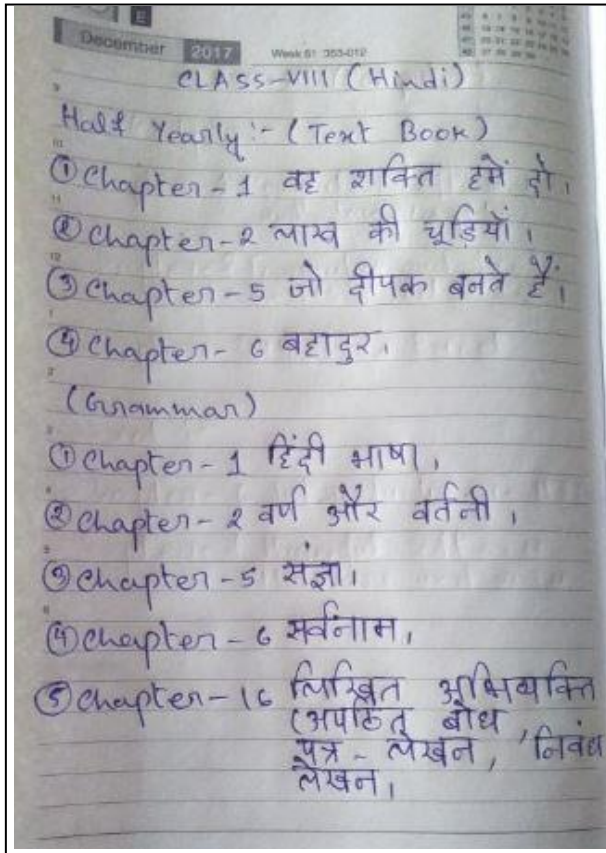 E
December 2017 Week 51 353-012
CLASS-VIII (Hindi)
Half Yearly:- (Text Book)
① Chapter - 1 वह शक्ति हमें दो।
② Chapter - 2 लाख की चूडियाँ।
③ Chapter - 5 जो दीपक बनते हैं।
④ Chapter - 6 बहादुर।
(Grammar)
① Chapter - 1 हिंदी भाषा।
② Chapter - 2 वर्ण और वर्तनी।
③ Chapter - 5 संज्ञा।
④ Chapter - 6 सर्वनाम।
⑤ Chapter - 16 लिखित अभिव्यक्ति
(अपठित बोध,
पत्र - लेखन, निबंध
लेखन।